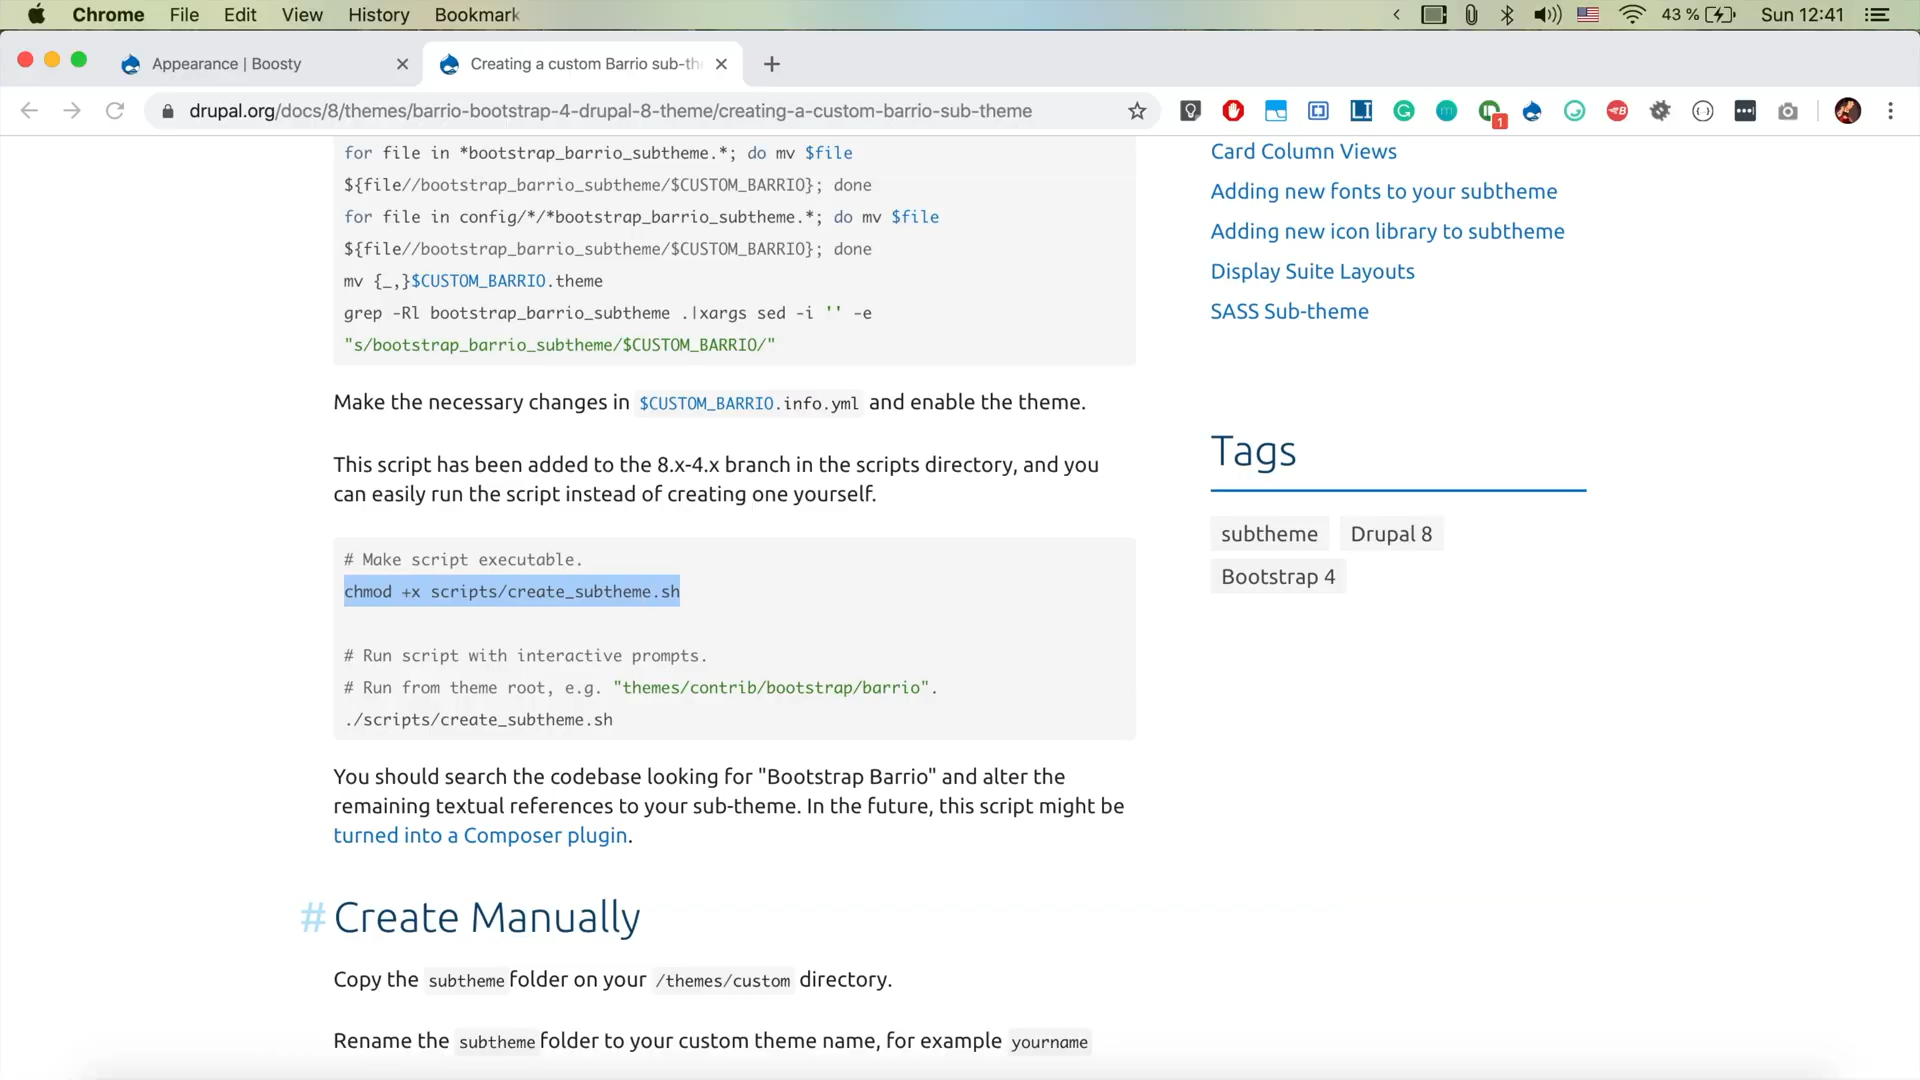 Chrome File Edit View History Bookmark
43 % Sun 12:41
Appearance | Boosty
Creating a custom Barrio sub-th
drupal.org/docs/8/themes/barrio-bootstrap-4-drupal-8-theme/creating-a-custom-barrio-sub-theme
1
for file in *bootstrap_barrio_subtheme.*; do mv $file
${file//bootstrap_barrio_subtheme/$CUSTOM_BARRIO}; done
for file in config/*/*bootstrap_barrio_subtheme.*; do mv $file
${file//bootstrap_barrio_subtheme/$CUSTOM_BARRIO}; done
mv {_,}$CUSTOM_BARRIO.theme
grep -Rl bootstrap_barrio_subtheme .|xargs sed -i '' -e
"s/bootstrap_barrio_subtheme/$CUSTOM_BARRIO/"
Make the necessary changes in $CUSTOM_BARRIO.info.yml and enable the theme.
This script has been added to the 8.x-4.x branch in the scripts directory, and you
can easily run the script instead of creating one yourself.
# Make script executable.
chmod +x scripts/create_subtheme.sh
# Run script with interactive prompts.
# Run from theme root, e.g. "themes/contrib/bootstrap/barrio".
./scripts/create_subtheme.sh
You should search the codebase looking for "Bootstrap Barrio" and alter the
remaining textual references to your sub-theme. In the future, this script might be
turned into a Composer plugin.
# Create Manually
Copy the subtheme folder on your /themes/custom directory.
Rename the subtheme folder to your custom theme name, for example yourname
Card Column Views
Adding new fonts to your subtheme
Adding new icon library to subtheme
Display Suite Layouts
SASS Sub-theme
Tags
subtheme Drupal 8
Bootstrap 4